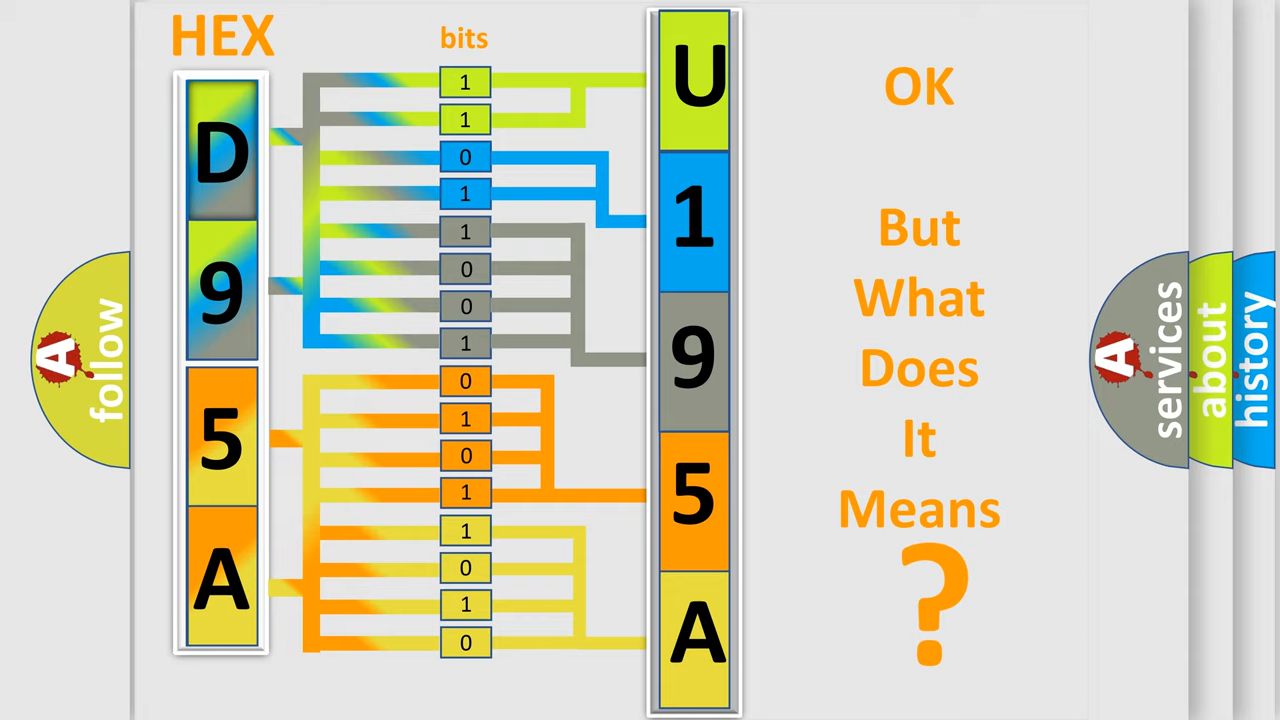 HEX
bits
D
9
5
A
1
1
0
1
1
0
0
1
0
1
0
1
1
0
1
0
U
1
9
5
A
OK
But
What
Does
It
Means
?
A
follow
A
services
about
history